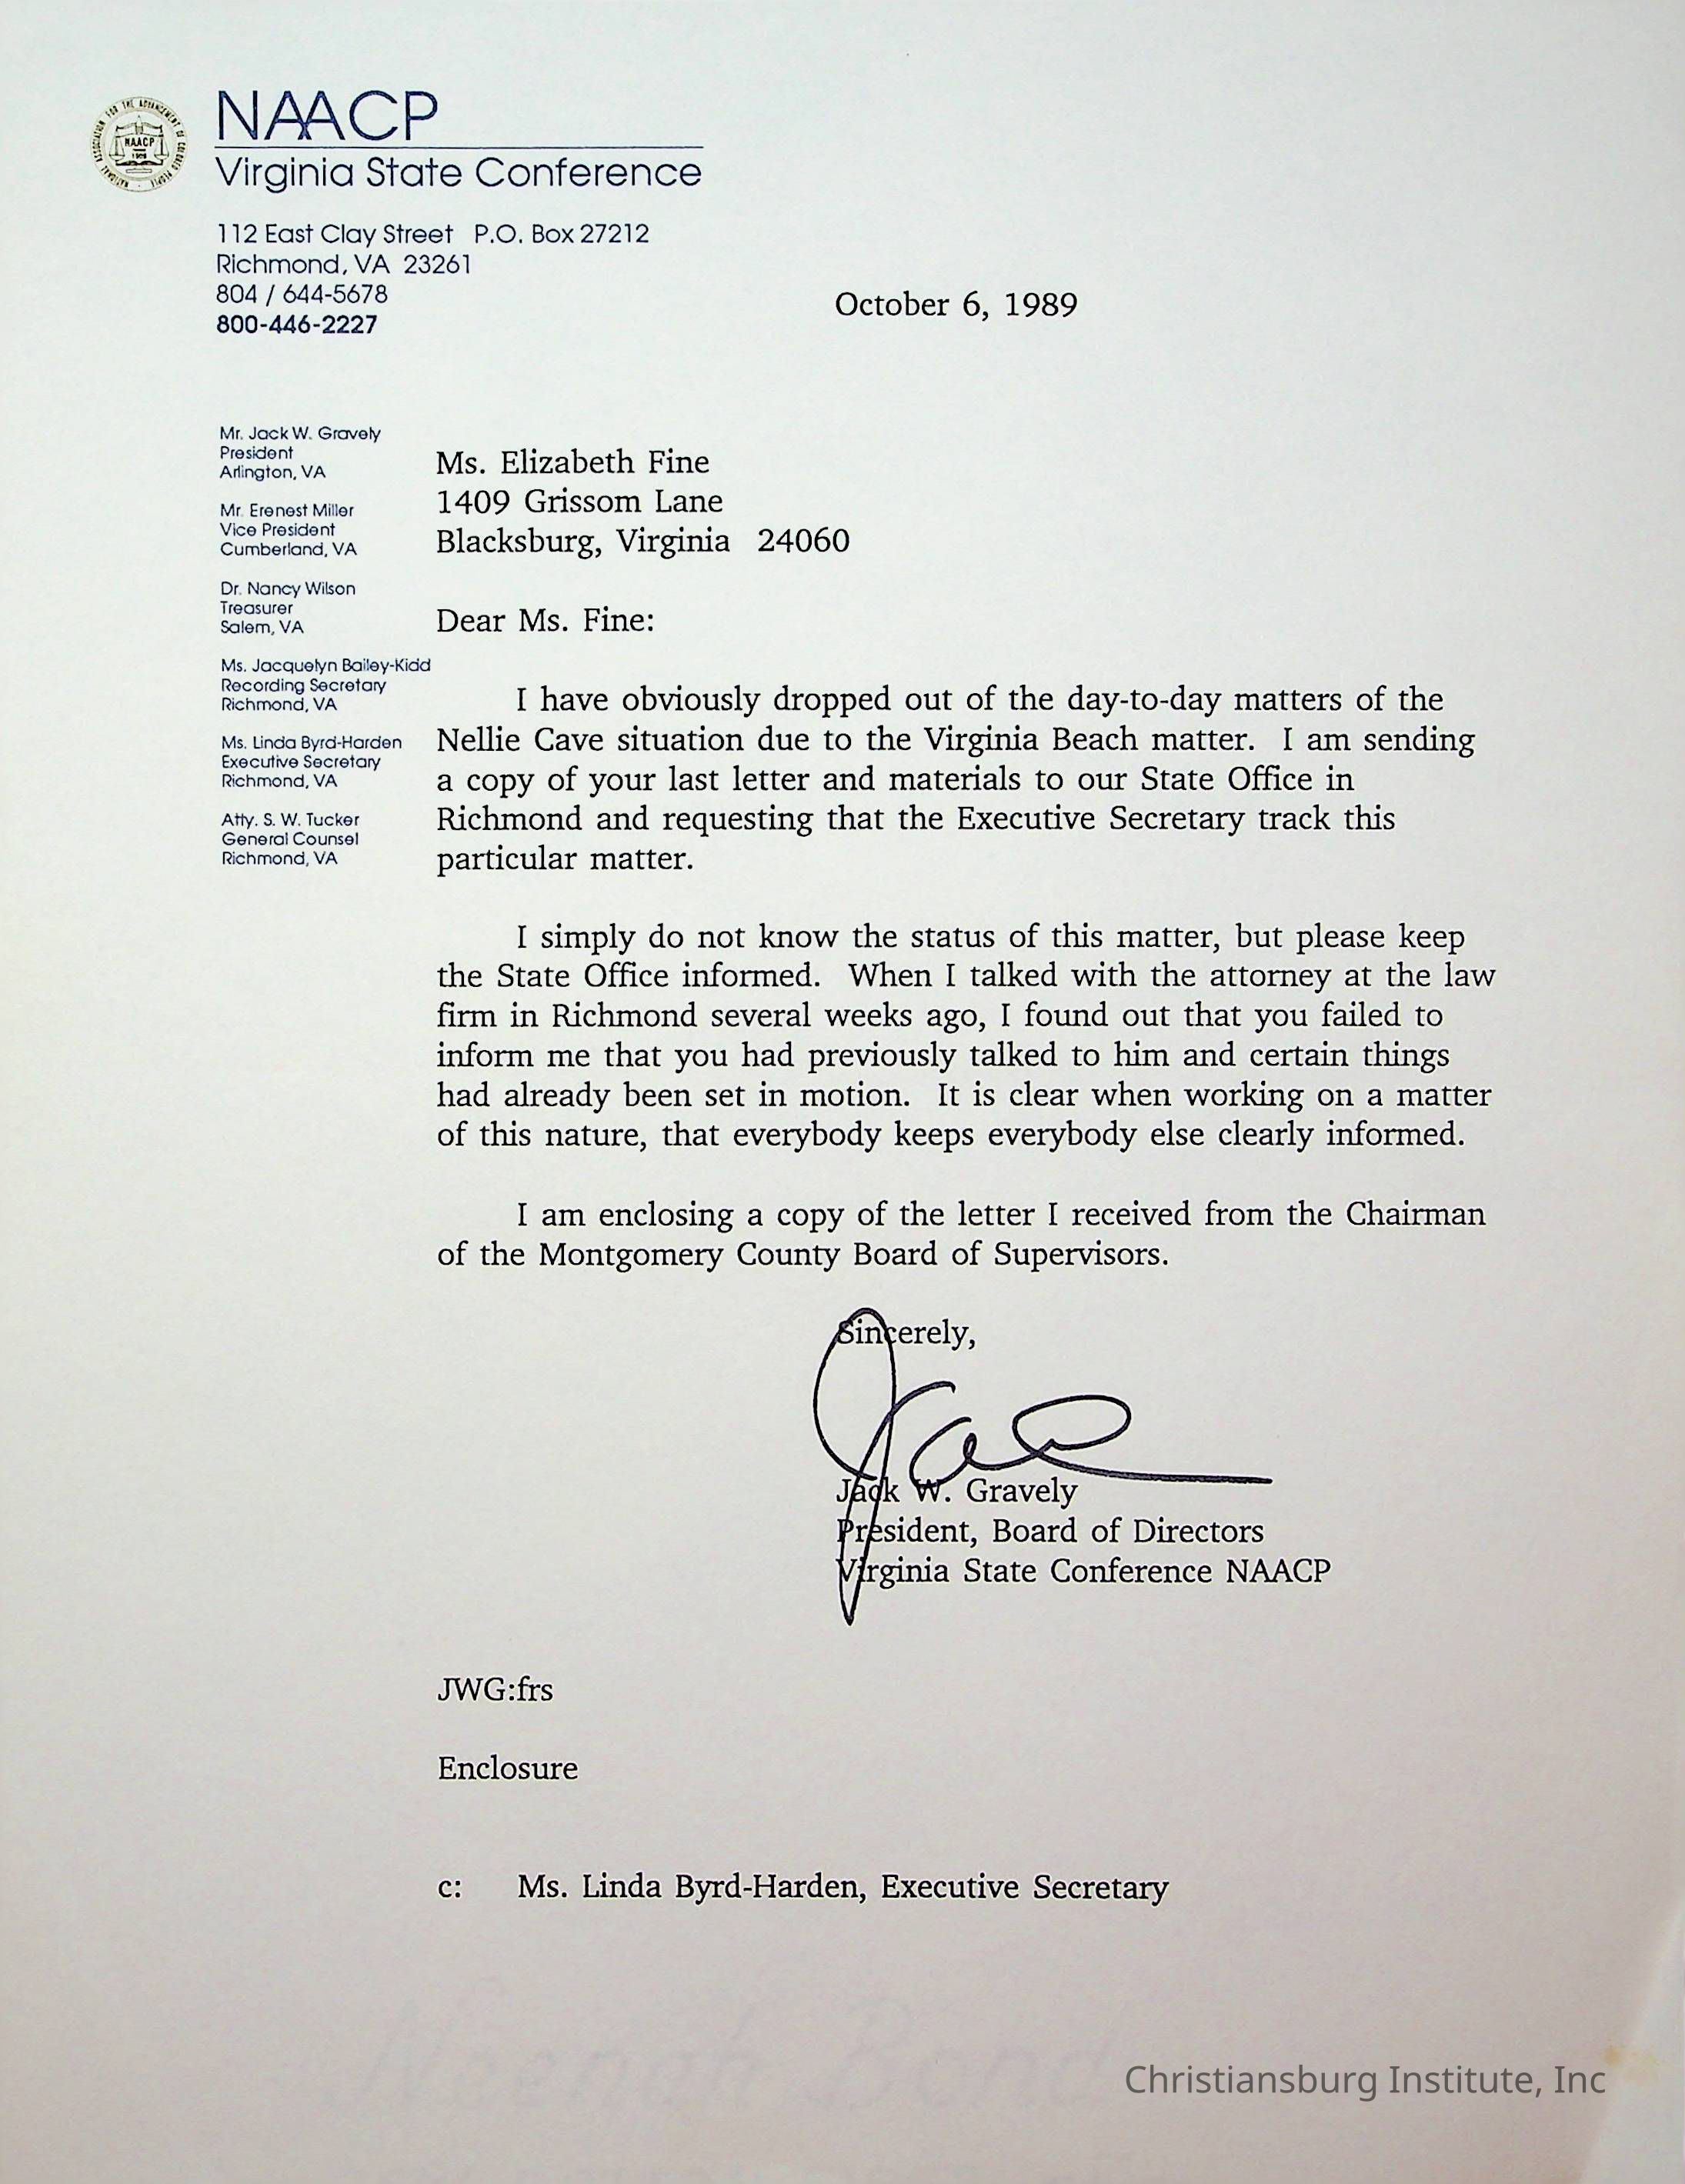 NAACP
Virginia State Conference
112 East Clay Street P.O. Box 27212
Richmond, VA 23261
804 / 644-5678
800-446-2227
October 6, 1989
Mr. Jack W. Gravely
President
Arlington, VA
Mr. Erenest Miller
Vice President
Cumberland, VA
Dr. Nancy Wilson
Treasurer
Salem, VA
Ms. Jacquelyn Bailey-Kidd
Recording Secretary
Richmond, VA
Ms. Linda Byrd-Harden
Executive Secretary
Richmond, VA
Atty. S. W. Tucker
General Counsel
Richmond, VA
Ms. Elizabeth Fine
1409 Grissom Lane
Blacksburg, Virginia 24060
Dear Ms. Fine:
I have obviously dropped out of the day-to-day matters of the
Nellie Cave situation due to the Virginia Beach matter. I am sending
a copy of your last letter and materials to our State Office in
Richmond and requesting that the Executive Secretary track this
particular matter.
I simply do not know the status of this matter, but please keep
the State Office informed. When I talked with the attorney at the law
firm in Richmond several weeks ago, I found out that you failed to
inform me that you had previously talked to him and certain things
had already been set in motion. It is clear when working on a matter
of this nature, that everybody keeps everybody else clearly informed.
I am enclosing a copy of the letter I received from the Chairman
of the Montgomery County Board of Supervisors.
Sincerely,
Jack W. Gravely
President, Board of Directors
Virginia State Conference NAACP
JWG:frs
Enclosure
c: Ms. Linda Byrd-Harden, Executive Secretary
Christiansburg Institute, Inc